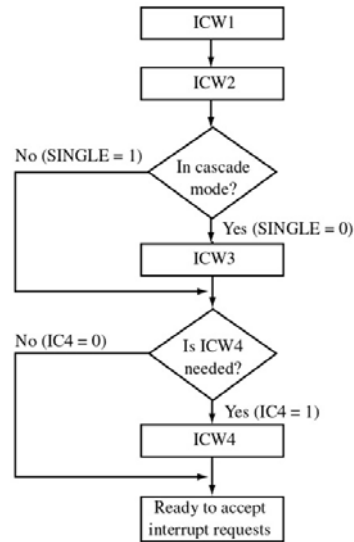 ICW1
ICW2
No (SINGLE = 1)
In cascade
mode?
Yes (SINGLE = 0)
ICW3
No (IC4 = 0)
Is ICW4
needed?
Yes (IC4 = 1)
ICW4
Ready to accept
interrupt requests